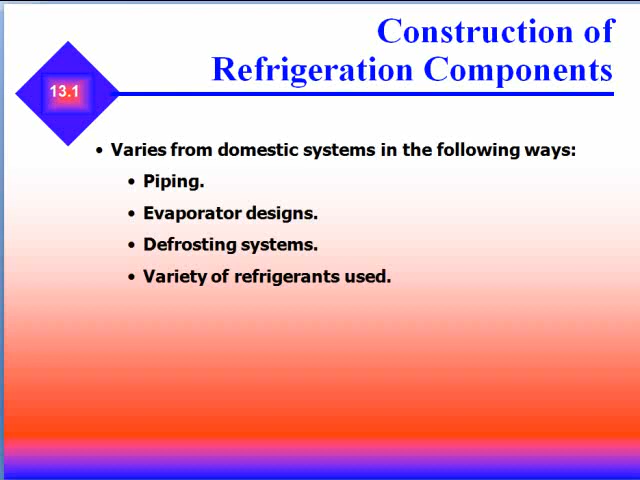 Construction of
Refrigeration Components
13.1
• Varies from domestic systems in the following ways:
• Piping.
• Evaporator designs.
• Defrosting systems.
• Variety of refrigerants used.